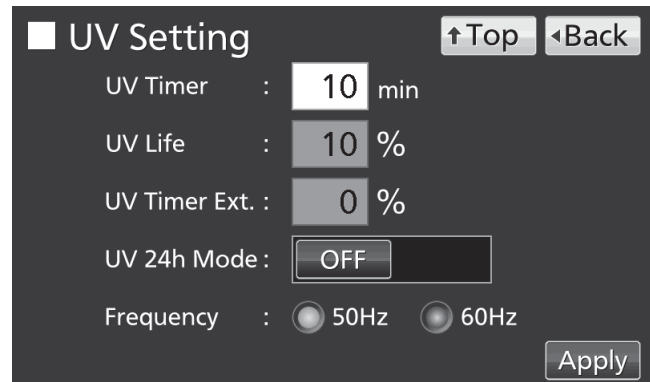 UV Setting ↑Top ◂Back
UV Timer : 10 min
UV Life : 10 %
UV Timer Ext. : 0 %
UV 24h Mode : OFF
Frequency : 50Hz 60Hz
Apply